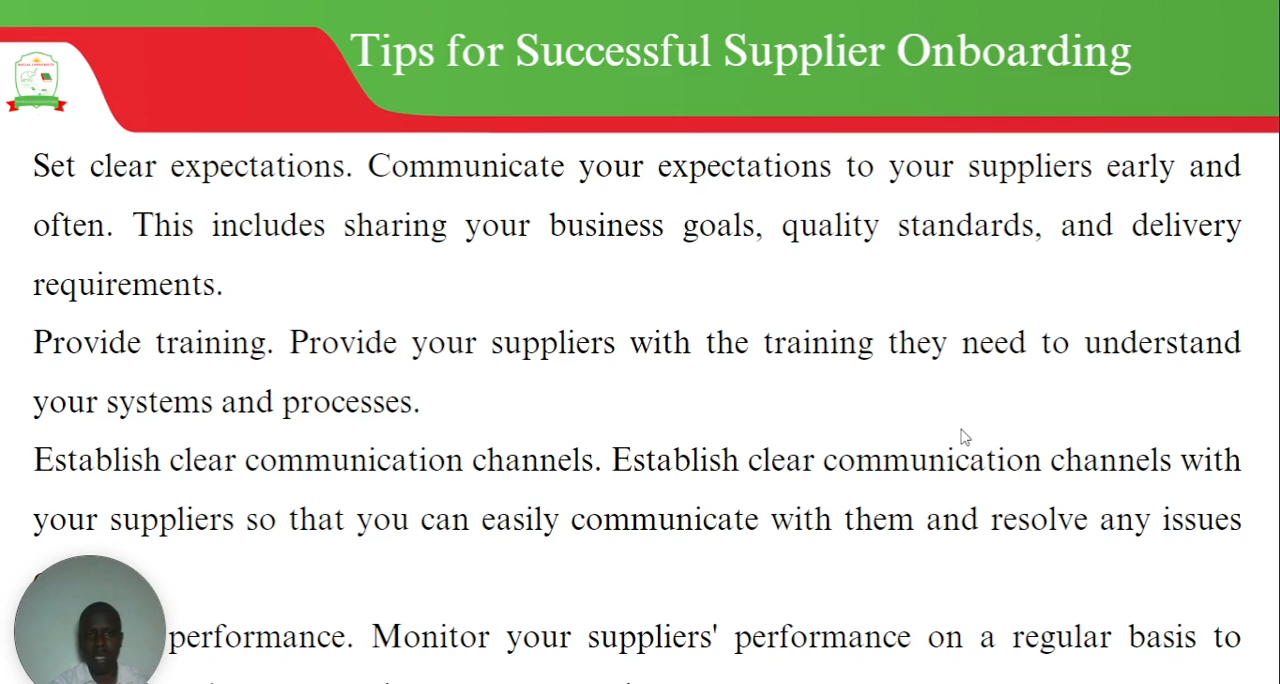 Tips for Successful Supplier Onboarding
Set clear expectations. Communicate your expectations to your suppliers early and
often. This includes sharing your business goals, quality standards, and delivery
requirements.
Provide training. Provide your suppliers with the training they need to understand
your systems and processes.
Establish clear communication channels. Establish clear communication channels with
your suppliers so that you can easily communicate with them and resolve any issues
performance. Monitor your suppliers' performance on a regular basis to